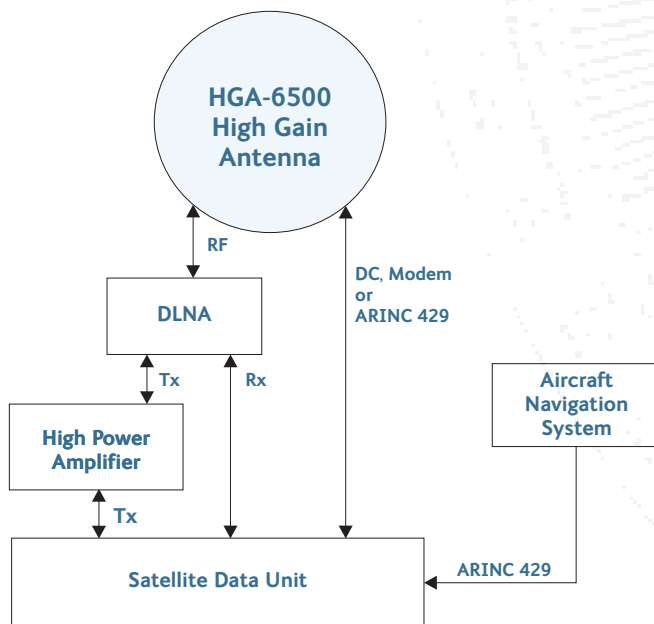 HGA-6500
High Gain
Antenna
RF
DC, Modem
or
ARINC 429
DLNA
Tx
Rx
Aircraft
Navigation
System
High Power
Amplifier
Tx
Satellite Data Unit
ARINC 429